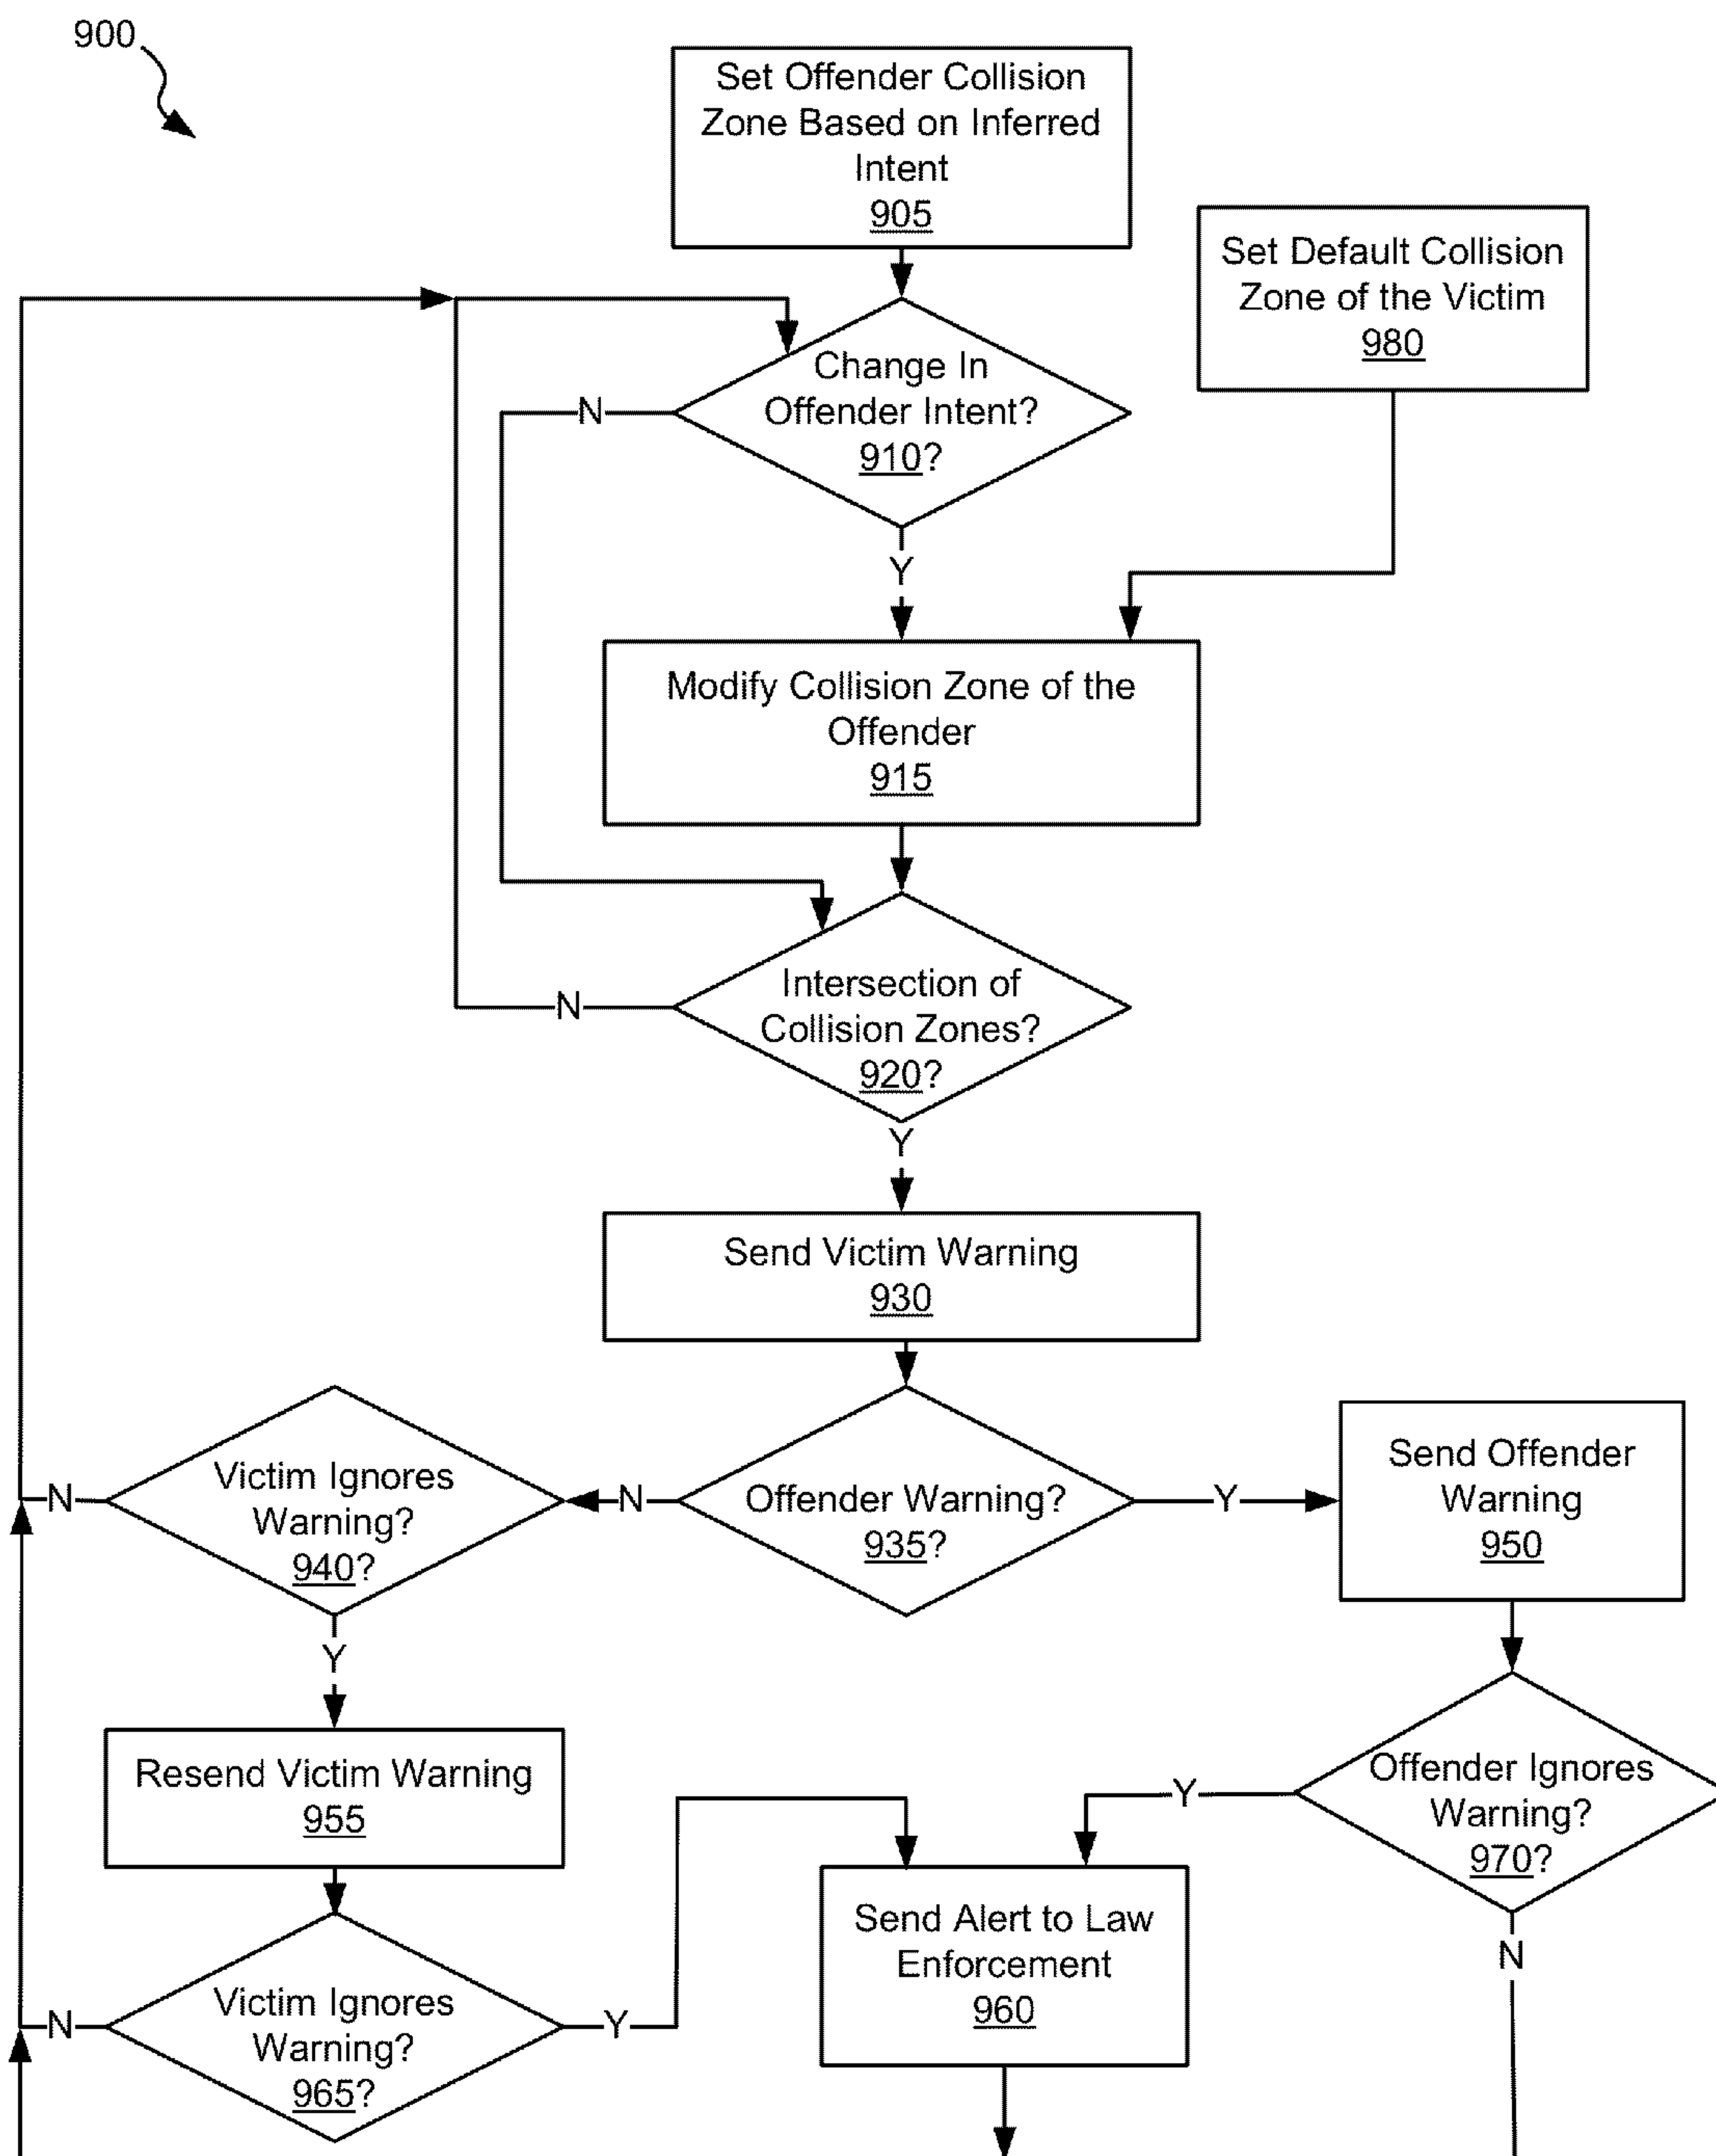 900
Set Offender Collision
Zone Based on Inferred
Intent
905
Set Default Collision
Zone of the Victim
980
Change In
Offender Intent?
910?
N
Y
Modify Collision Zone of the
Offender
915
Intersection of
Collision Zones?
920?
N
Y
Send Victim Warning
930
Victim Ignores
Warning?
940?
N
Y
Offender Warning?
935?
N
Y
Send Offender
Warning
950
Resend Victim Warning
955
Offender Ignores
Warning?
970?
Y
N
Send Alert to Law
Enforcement
960
Victim Ignores
Warning?
965?
N
Y